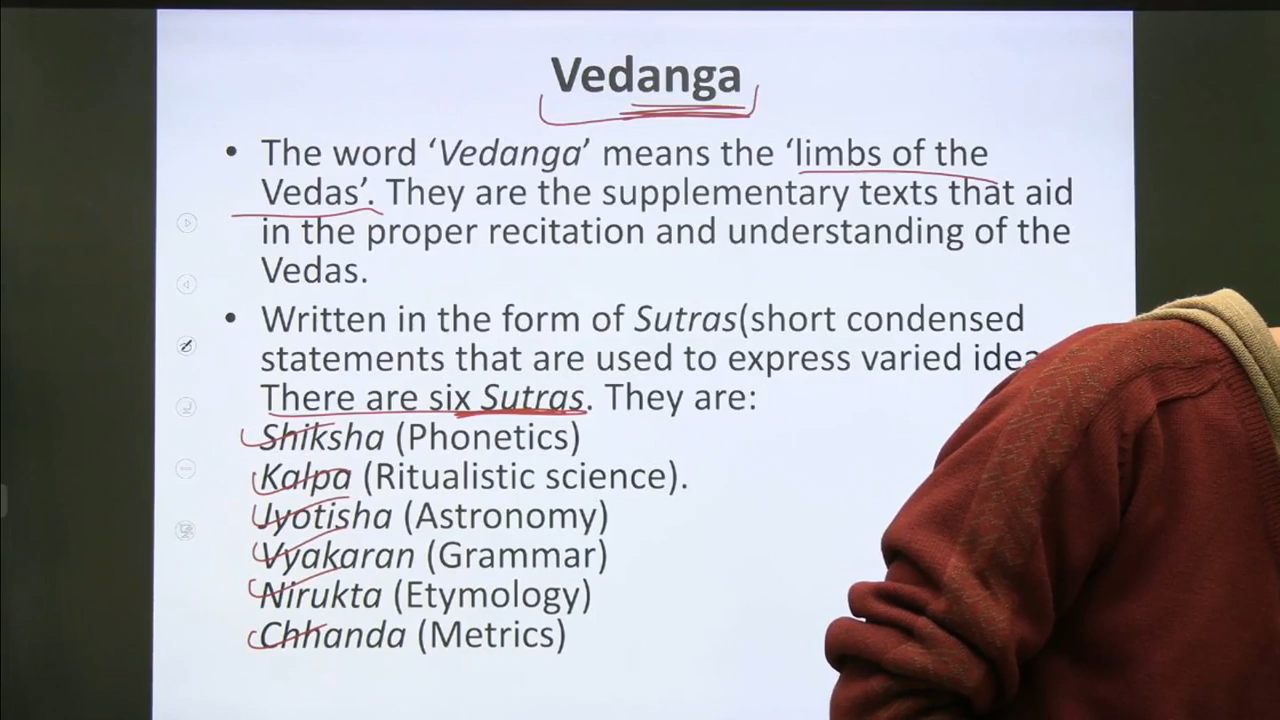 Vedanga
• The word ‘Vedanga’ means the ‘limbs of the
Vedas’. They are the supplementary texts that aid
in the proper recitation and understanding of the
Vedas.
• Written in the form of Sutras(short condensed
statements that are used to express varied
There are six Sutras. They are:
Shiksha (Phonetics)
Kalpa (Ritualistic science).
Jyotisha (Astronomy)
Vyakaran (Grammar)
Nirukta (Etymology)
Chhanda (Metrics)